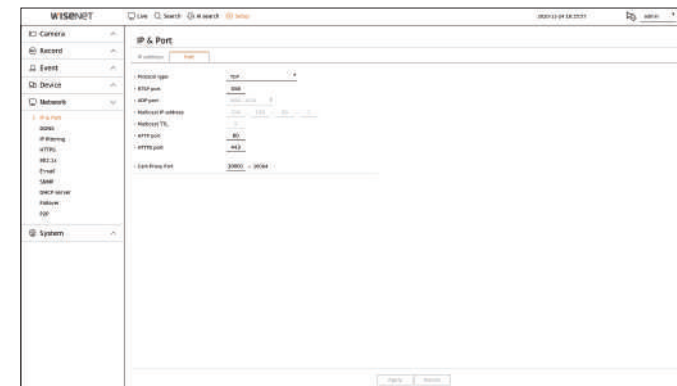 WISENET
Live Search AI search Setup
admin
Camera
Record
Event
Device
Network
IP & Port
DDNS
IP filtering
HTTPS
802.1x
E-mail
SNMP
DHCP server
Failover
P2P
System
IP & Port
IP address Port
Protocol type TCP
RTSP port 558
UDP port
Multicast IP address
Multicast TTL
HTTP port 80
HTTPS port 443
Cam Proxy Port
Apply